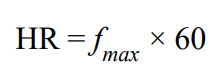 HR = f_max × 60